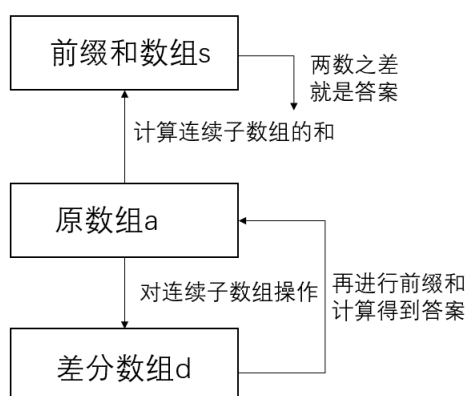 前缀和数组s
两数之差
就是答案
计算连续子数组的和
原数组a
对连续子数组操作
再进行前缀和
计算得到答案
差分数组d